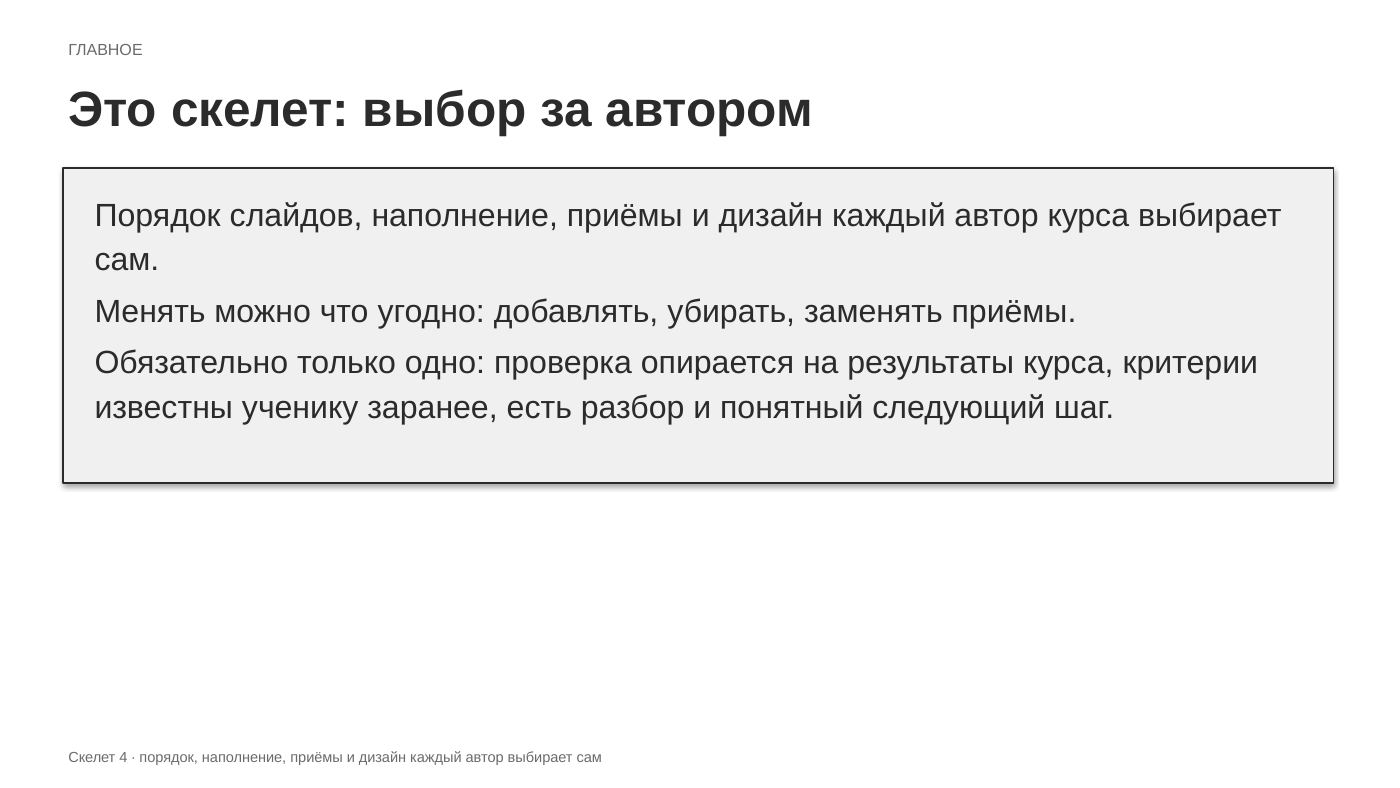 ГЛАВНОЕ
Это скелет: выбор за автором
Порядок слайдов, наполнение, приёмы и дизайн каждый автор курса выбирает
сам.
Менять можно что угодно: добавлять, убирать, заменять приёмы.
Обязательно только одно: проверка опирается на результаты курса, критерии
известны ученику заранее, есть разбор и понятный следующий шаг.
Скелет 4 · порядок, наполнение, приёмы и дизайн каждый автор выбирает сам